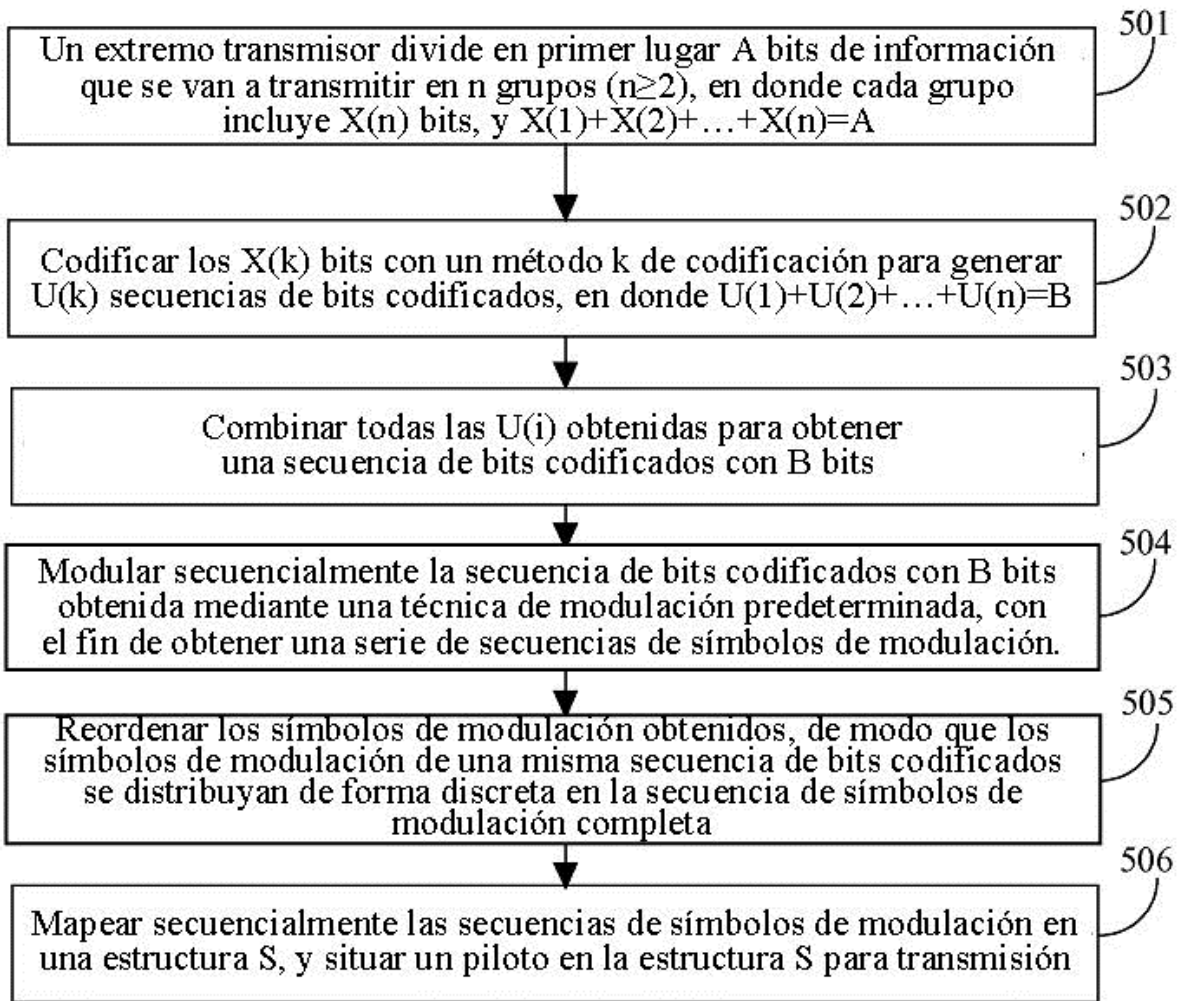 501
Un extremo transmisor divide en primer lugar A bits de información
que se van a transmitir en n grupos (n≥2), en donde cada grupo
incluye X(n) bits, y X(1)+X(2)+…+X(n)=A
502
Codificar los X(k) bits con un método k de codificación para generar
U(k) secuencias de bits codificados, en donde U(1)+U(2)+…+U(n)=B
503
Combinar todas las U(i) obtenidas para obtener
una secuencia de bits codificados con B bits
504
Modular secuencialmente la secuencia de bits codificados con B bits
obtenida mediante una técnica de modulación predeterminada, con
el fin de obtener una serie de secuencias de símbolos de modulación.
505
Reordenar los símbolos de modulación obtenidos, de modo que los
símbolos de modulación de una misma secuencia de bits codificados
se distribuyan de forma discreta en la secuencia de símbolos de
modulación completa
506
Mapear secuencialmente las secuencias de símbolos de modulación en
una estructura S, y situar un piloto en la estructura S para transmisión